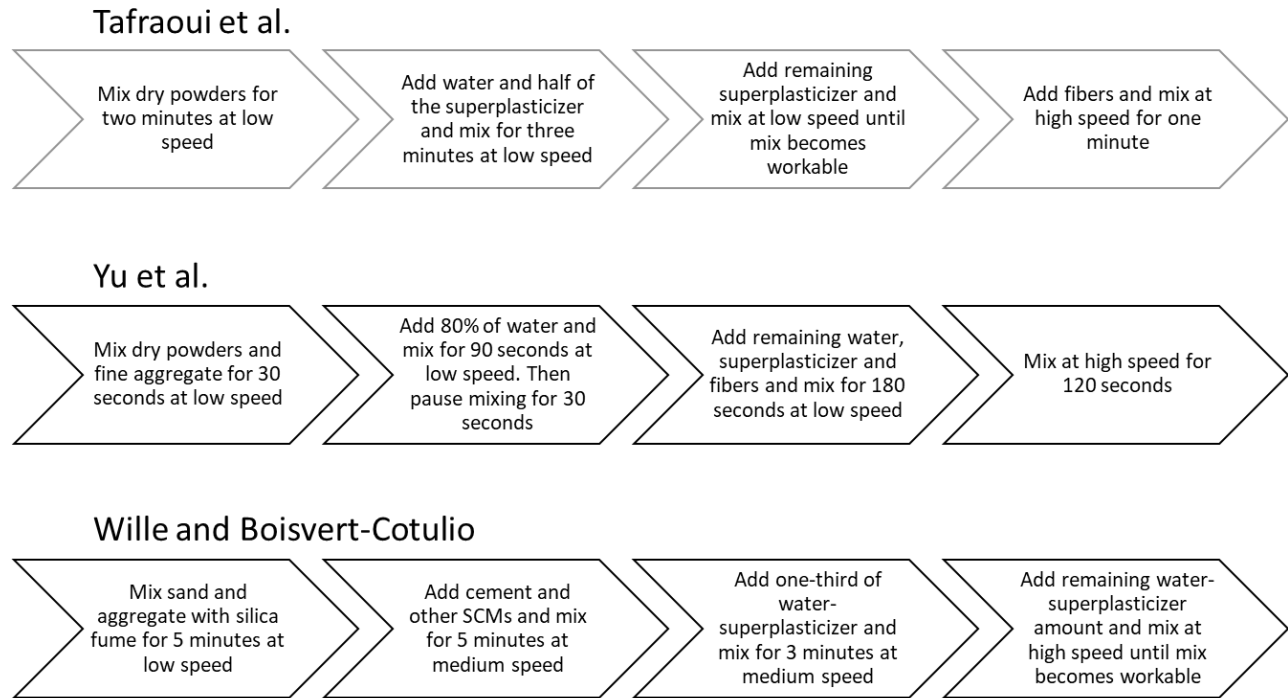 Tafraoui et al.
Mix dry powders for
two minutes at low
speed
Add water and half of
the superplasticizer
and mix for three
minutes at low speed
Add remaining
superplasticizer and
mix at low speed until
mix becomes
workable
Add fibers and mix at
high speed for one
minute
Yu et al.
Mix dry powders and
fine aggregate for 30
seconds at low speed
Add 80% of water and
mix for 90 seconds at
low speed. Then
pause mixing for 30
seconds
Add remaining water,
superplasticizer and
fibers and mix for 180
seconds at low speed
Mix at high speed for
120 seconds
Wille and Boisvert-Cotulio
Mix sand and
aggregate with silica
fume for 5 minutes at
low speed
Add cement and
other SCMs and mix
for 5 minutes at
medium speed
Add one-third of
water-
superplasticizer and
mix for 3 minutes at
medium speed
Add remaining water-
superplasticizer
amount and mix at
high speed until mix
becomes workable